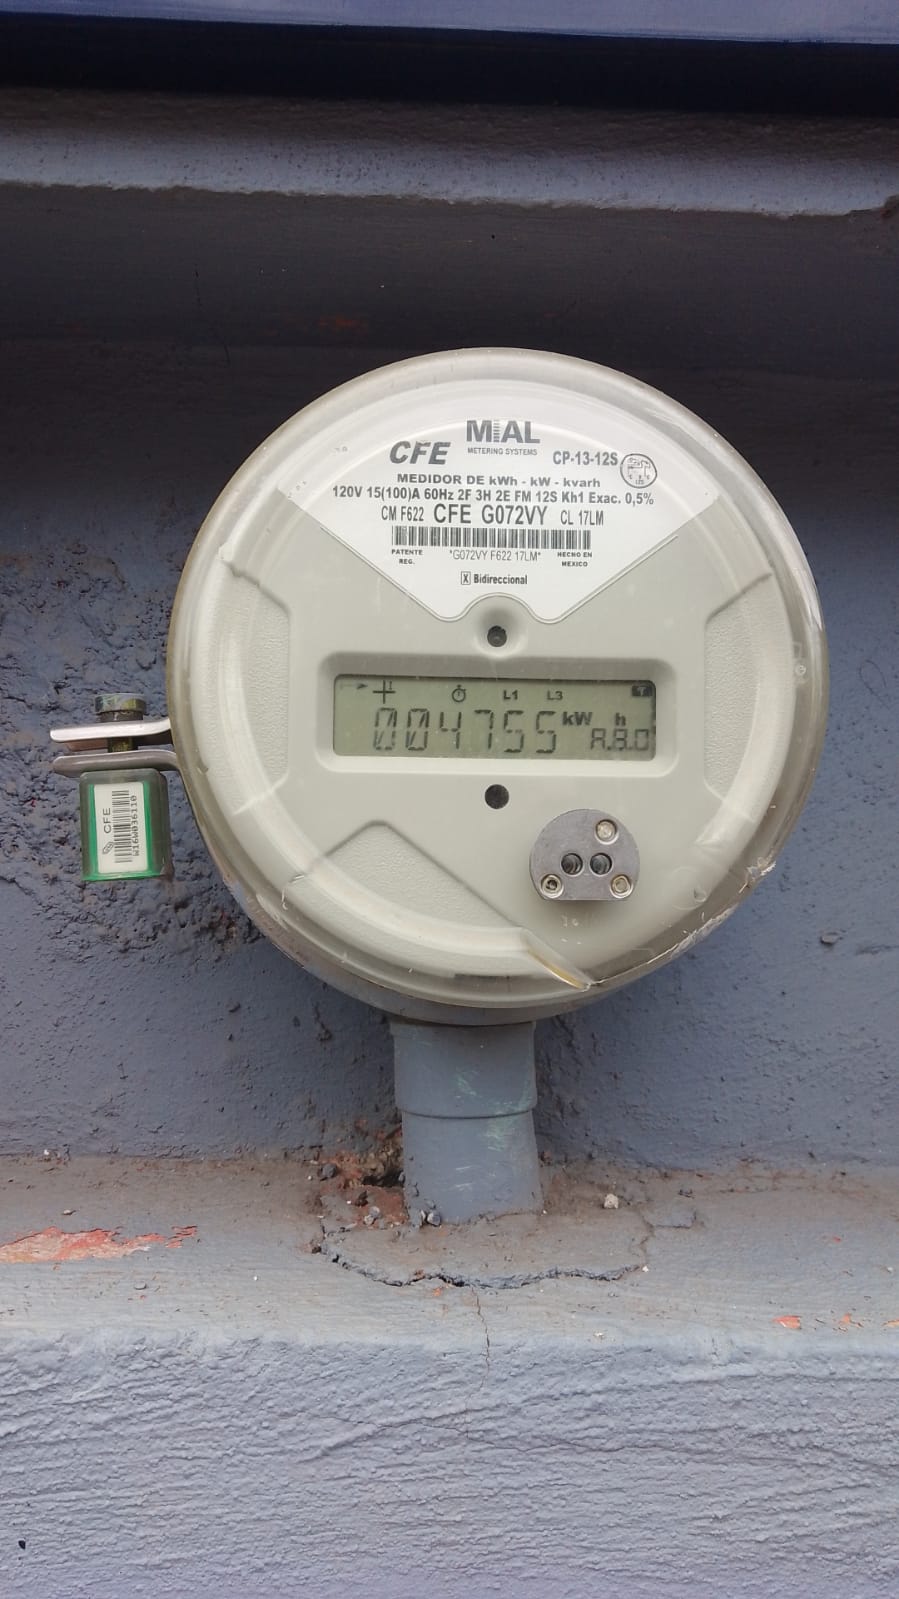 MIAL
METERING SYSTEMS
CFE
CP-13-12S
MEDIDOR DE kWh - kW - kvarh
120V 15(100)A 60Hz 2F 3H 2E FM 12S Kh1 Exac. 0,5%
CM F622 CFE G072VY CL 17LM
PATENTE REG.
*G072VY F622 17LM*
HECHO EN MEXICO
X Bidireccional
L1 L3
004755 kW h
CFE
W16W036110